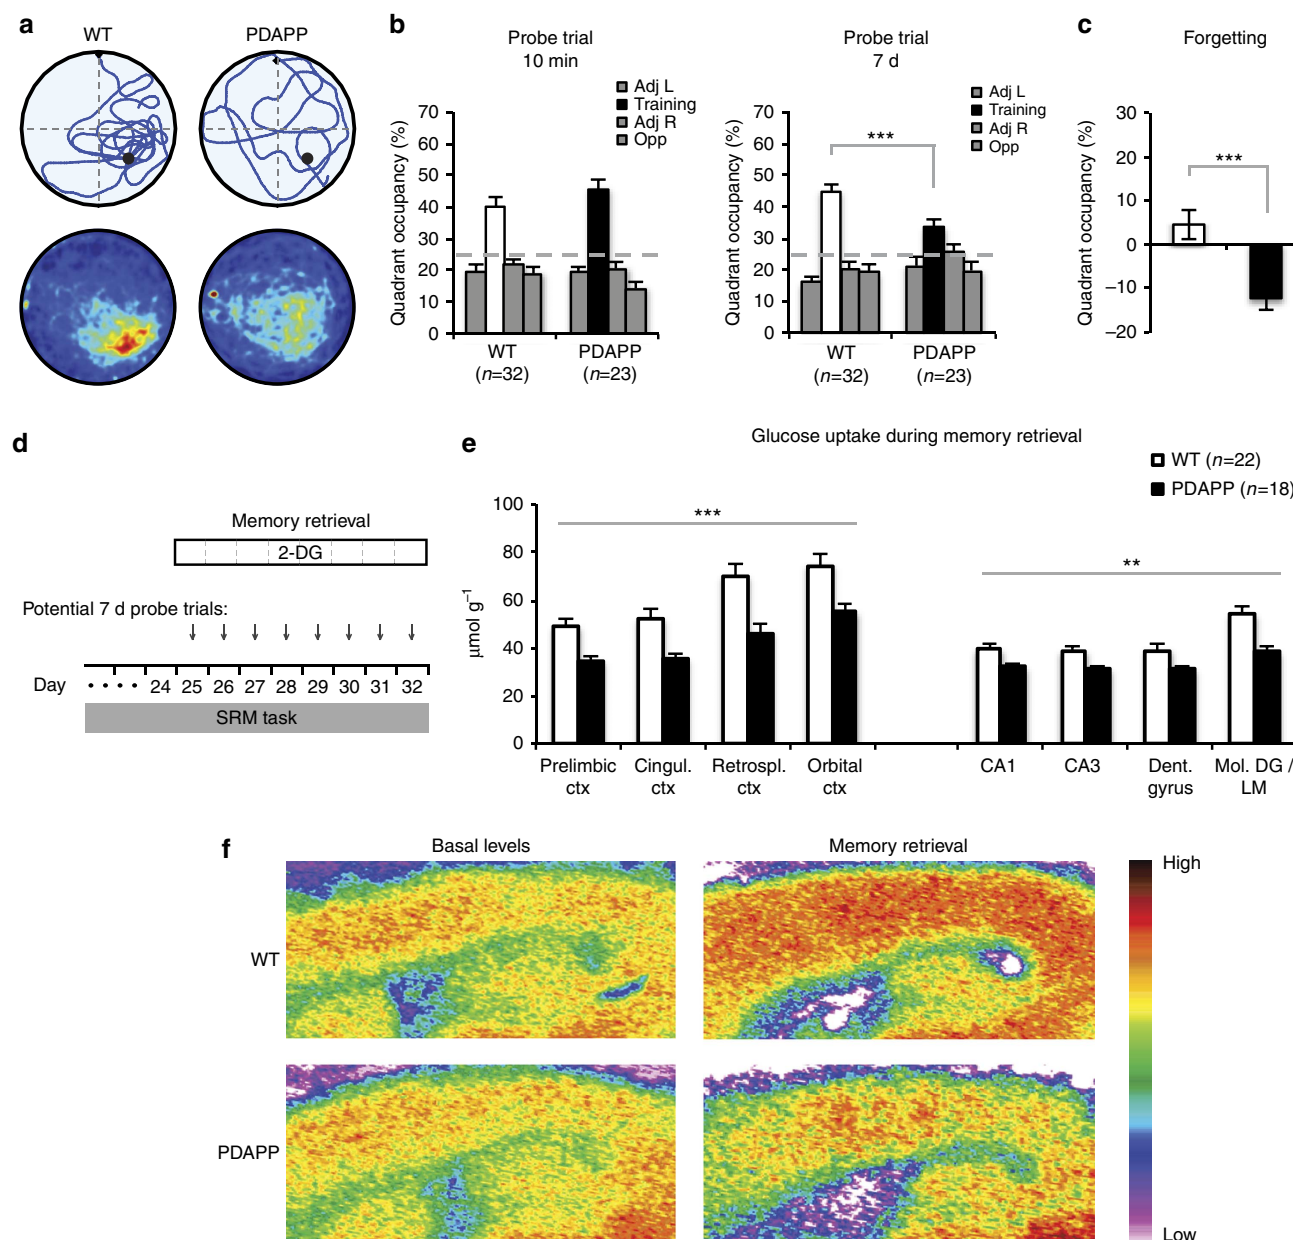 a
WT
PDAPP
b
Probe trial
10 min
Adj L
Training
Adj R
Opp
Quadrant occupancy (%)
70
60
50
40
30
20
10
0
WT
(n=32)
PDAPP
(n=23)
Probe trial
7 d
Adj L
Training
Adj R
Opp
Quadrant occupancy (%)
70
60
50
40
30
20
10
0
***
WT
(n=32)
PDAPP
(n=23)
c
Forgetting
Quadrant occupancy (%)
30
20
10
0
–10
–20
***
d
Memory retrieval
2-DG
Potential 7 d probe trials:
Day
24 25 26 27 28 29 30 31 32
SRM task
e
Glucose uptake during memory retrieval
WT (n=22)
PDAPP (n=18)
µmol g⁻¹
100
80
60
40
20
0
***
**
Prelimbic
ctx
Cingul.
ctx
Retrospl.
ctx
Orbital
ctx
CA1
CA3
Dent.
gyrus
Mol. DG /
LM
f
Basal levels
Memory retrieval
WT
PDAPP
High
Low